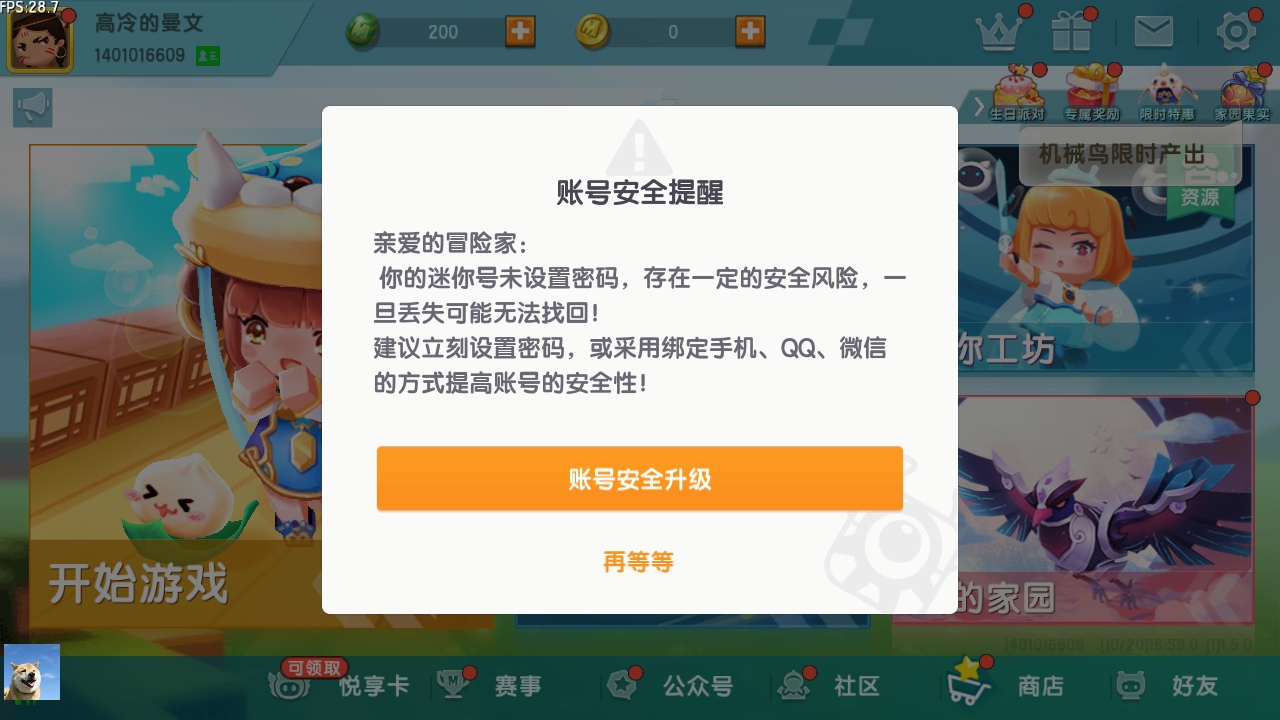 FPS:28.7
高冷的曼文
1401016609
200
0
生日派对
专属奖励
限时特惠
家园果实
机械鸟限时产出
资源
账号安全提醒
亲爱的冒险家：
你的迷你号未设置密码，存在一定的安全风险，一
旦丢失可能无法找回！
建议立刻设置密码，或采用绑定手机、QQ、微信
的方式提高账号的安全性！
账号安全升级
再等等
你工坊
开始游戏
的家园
1401016609
可领取
悦享卡
赛事
公众号
社区
商店
好友